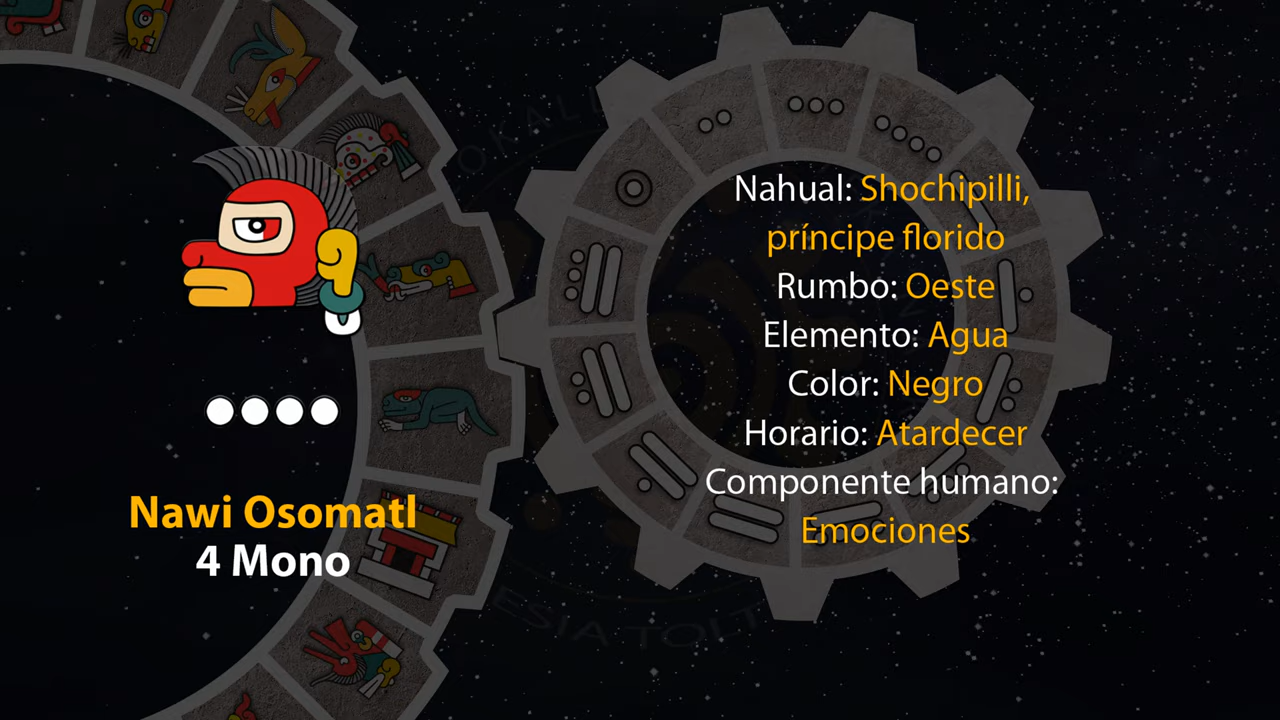 Nahual: Shochipilli,
príncipe florido
Rumbo: Oeste
Elemento: Agua
Color: Negro
Horario: Atardecer
Componente humano:
Emociones
Nawi Osomatl
4 Mono